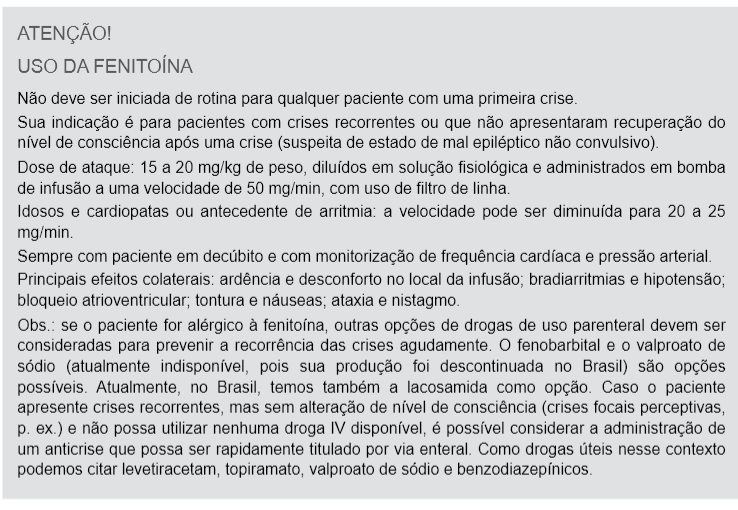 ATENÇÃO!
USO DA FENITOÍNA
Não deve ser iniciada de rotina para qualquer paciente com uma primeira crise.
Sua indicação é para pacientes com crises recorrentes ou que não apresentaram recuperação do
nível de consciência após uma crise (suspeita de estado de mal epiléptico não convulsivo).
Dose de ataque: 15 a 20 mg/kg de peso, diluídos em solução fisiológica e administrados em bomba
de infusão a uma velocidade de 50 mg/min, com uso de filtro de linha.
Idosos e cardiopatas ou antecedente de arritmia: a velocidade pode ser diminuída para 20 a 25
mg/min.
Sempre com paciente em decúbito e com monitorização de frequência cardíaca e pressão arterial.
Principais efeitos colaterais: ardência e desconforto no local da infusão; bradiarritmias e hipotensão;
bloqueio atrioventricular; tontura e náuseas; ataxia e nistagmo.
Obs.: se o paciente for alérgico à fenitoína, outras opções de drogas de uso parenteral devem ser
consideradas para prevenir a recorrência das crises agudamente. O fenobarbital e o valproato de
sódio (atualmente indisponível, pois sua produção foi descontinuada no Brasil) são opções
possíveis. Atualmente, no Brasil, temos também a lacosamida como opção. Caso o paciente
apresente crises recorrentes, mas sem alteração de nível de consciência (crises focais perceptivas,
p. ex.) e não possa utilizar nenhuma droga IV disponível, é possível considerar a administração de
um anticrise que possa ser rapidamente titulado por via enteral. Como drogas úteis nesse contexto
podemos citar levetiracetam, topiramato, valproato de sódio e benzodiazepínicos.